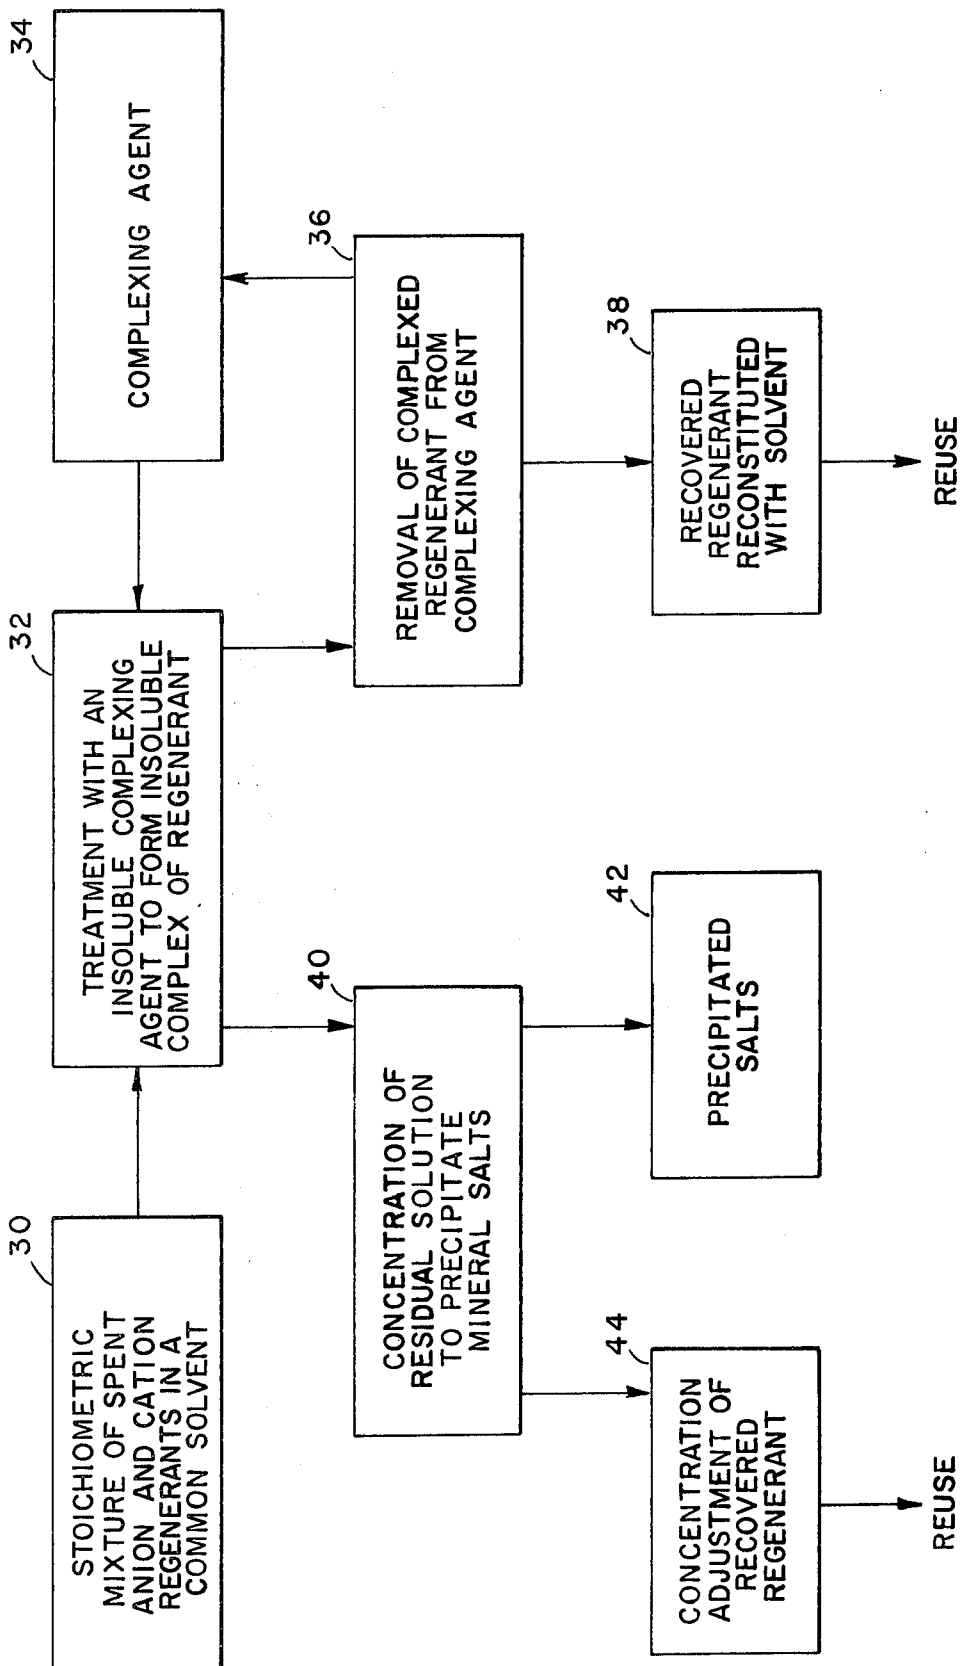 30
STOICHIOMETRIC
MIXTURE OF SPENT
ANION AND CATION
REGENERANTS IN A
COMMON SOLVENT
32
TREATMENT WITH AN
INSOLUBLE COMPLEXING
AGENT TO FORM INSOLUBLE
COMPLEX OF REGENERANT
34
COMPLEXING AGENT
40
CONCENTRATION OF
RESIDUAL SOLUTION
TO PRECIPITATE
MINERAL SALTS
36
REMOVAL OF COMPLEXED
REGENERANT FROM
COMPLEXING AGENT
44
CONCENTRATION
ADJUSTMENT OF
RECOVERED
REGENERANT
42
PRECIPITATED
SALTS
38
RECOVERED
REGENERANT
RECONSTITUTED
WITH SOLVENT
REUSE
REUSE